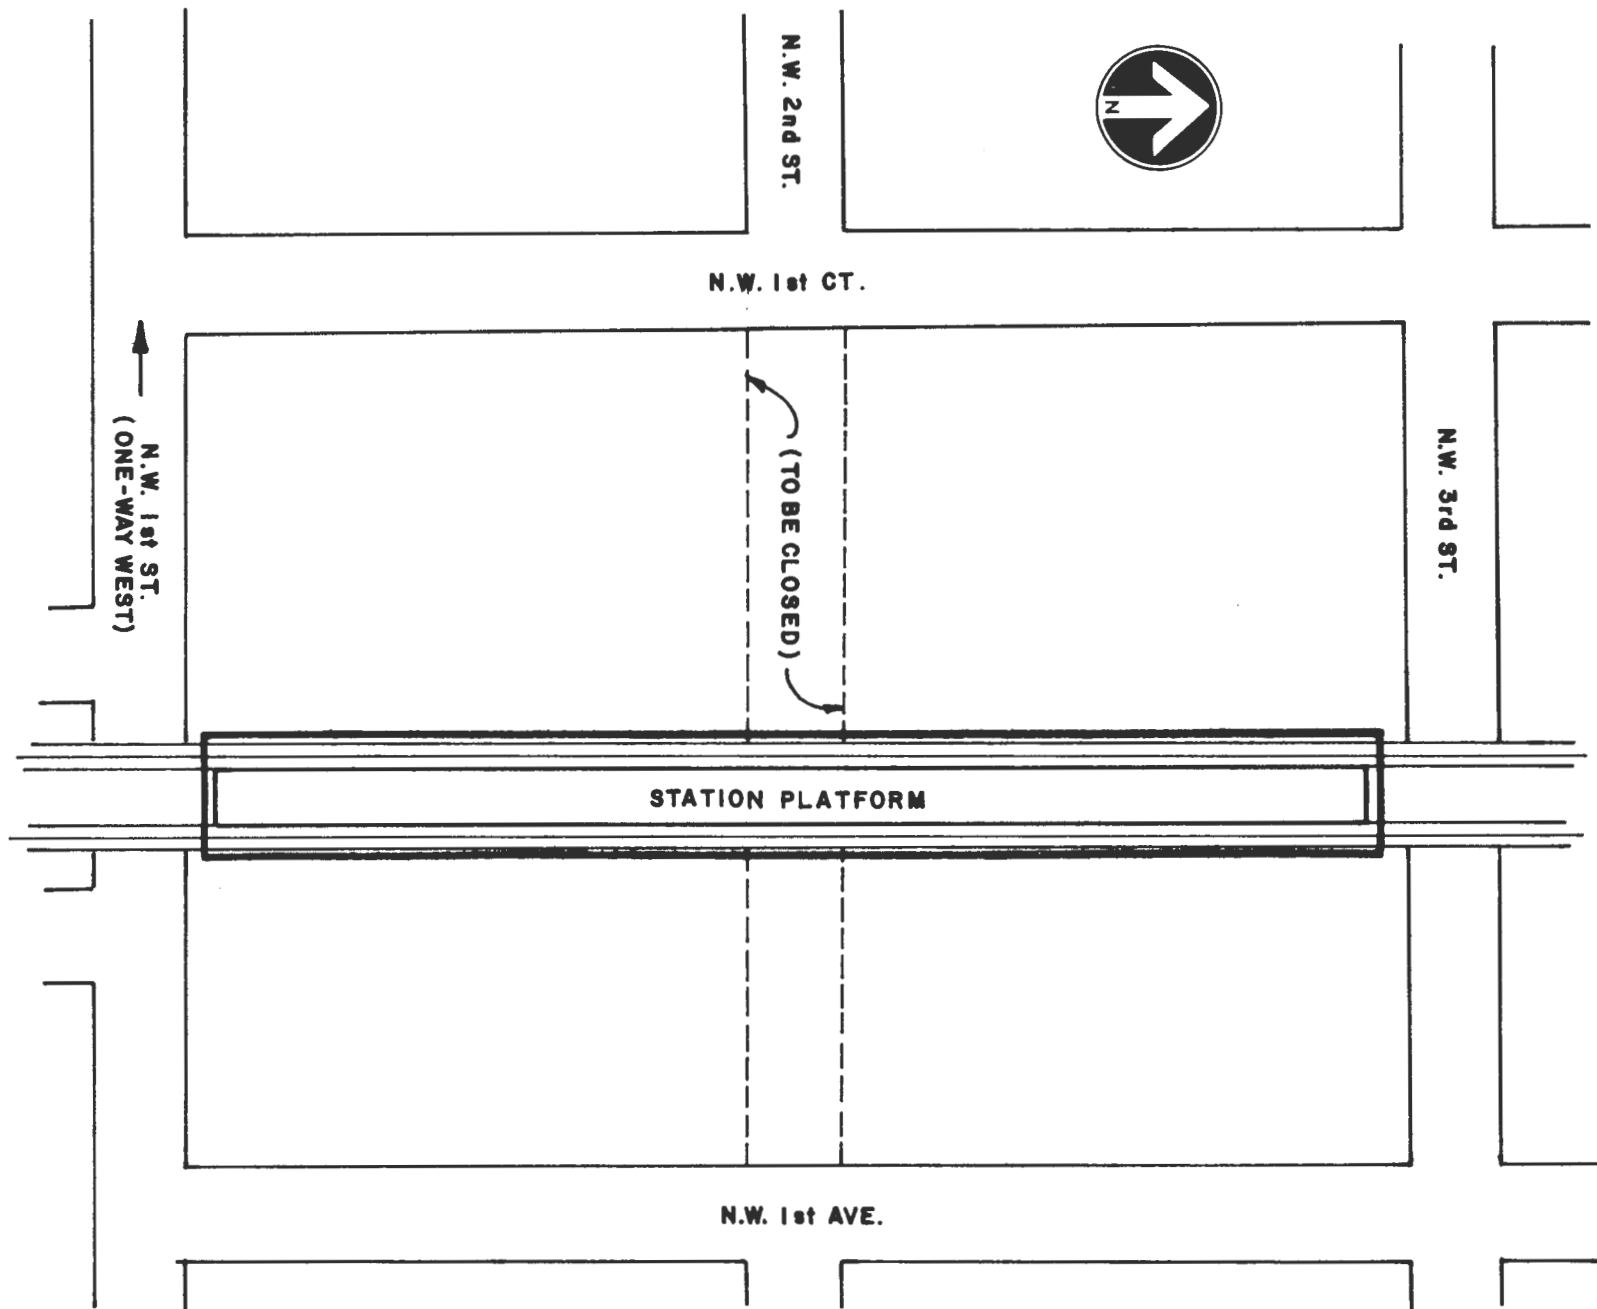 N.W. 2nd ST.
N
N.W. 1st CT.
N.W. 1st ST.
(ONE-WAY WEST)
(TO BE CLOSED)
N.W. 3rd ST.
STATION PLATFORM
N.W. 1st AVE.